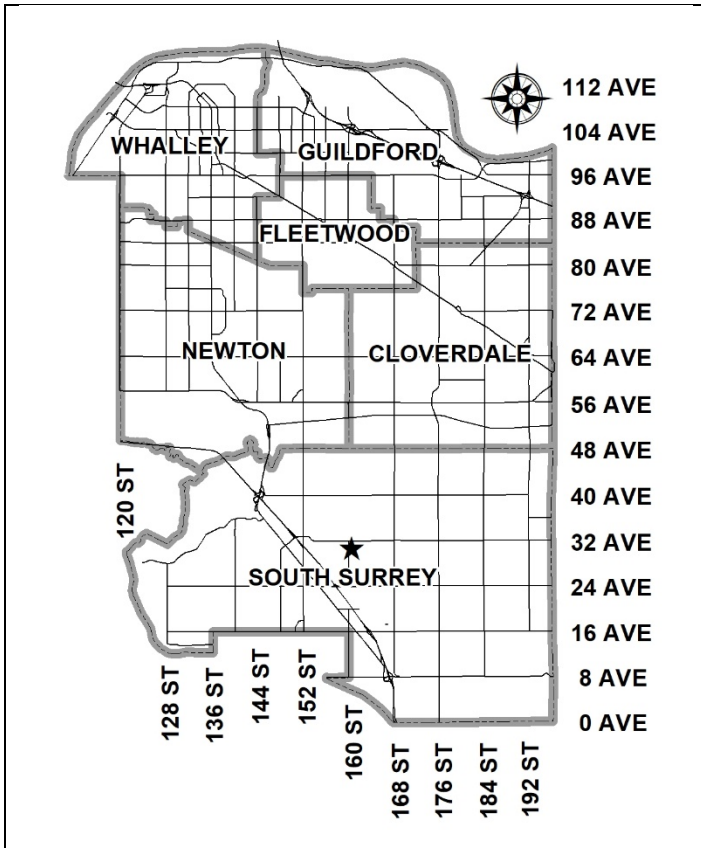 112 AVE
104 AVE
WHALLEY
GUILDFORD
96 AVE
88 AVE
FLEETWOOD
80 AVE
72 AVE
NEWTON
CLOVERDALE
64 AVE
56 AVE
48 AVE
120 ST
40 AVE
32 AVE
SOUTH SURREY
24 AVE
16 AVE
128 ST
136 ST
144 ST
152 ST
8 AVE
160 ST
0 AVE
168 ST
176 ST
184 ST
192 ST